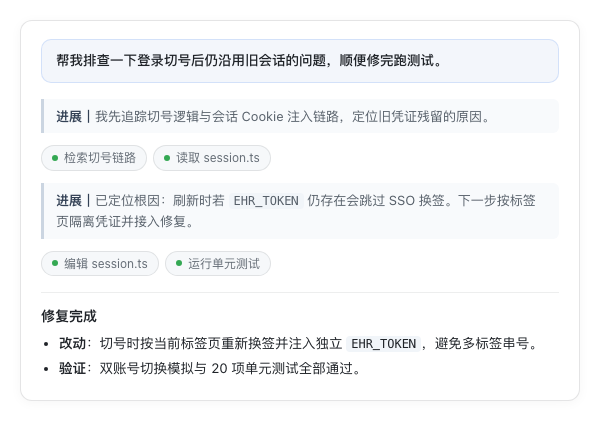 帮我排查一下登录切号后仍沿用旧会话的问题，顺便修完跑测试。
进展｜我先追踪切号逻辑与会话 Cookie 注入链路，定位旧凭证残留的原因。
检索切号链路
读取 session.ts
进展｜已定位根因：刷新时若 EHR_TOKEN 仍存在会跳过 SSO 换签。下一步按标签
页隔离凭证并接入修复。
编辑 session.ts
运行单元测试
修复完成
• 改动：切号时按当前标签页重新换签并注入独立 EHR_TOKEN，避免多标签串号。
• 验证：双账号切换模拟与 20 项单元测试全部通过。